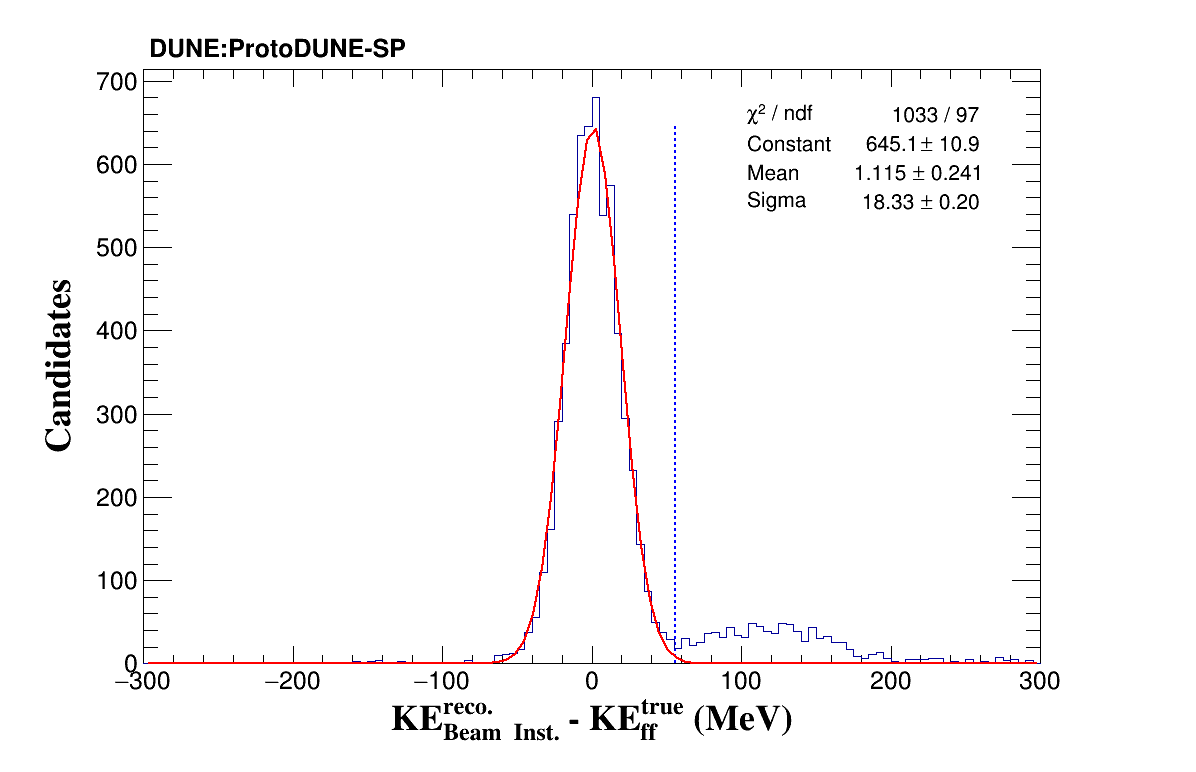 DUNE:ProtoDUNE-SP
χ² / ndf 1033 / 97
Constant 645.1 ± 10.9
Mean 1.115 ± 0.241
Sigma 18.33 ± 0.20
700
600
500
400
300
200
100
0
Candidates
−300 −200 −100 0 100 200 300
KE^reco._Beam Inst. - KE^true_ff (MeV)